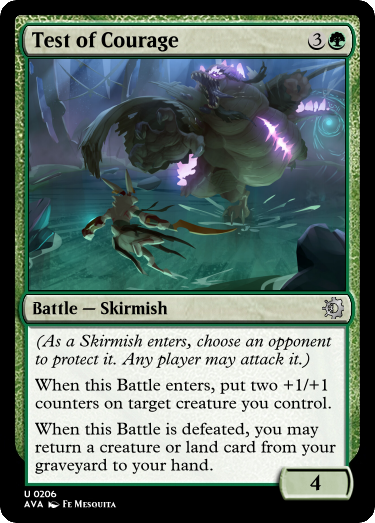 Test of Courage 3
Battle — Skirmish
(As a Skirmish enters, choose an opponent
to protect it. Any player may attack it.)
When this Battle enters, put two +1/+1
counters on target creature you control.
When this Battle is defeated, you may
return a creature or land card from your
graveyard to your hand.
4
U 0206
AVA Fe Mesquita